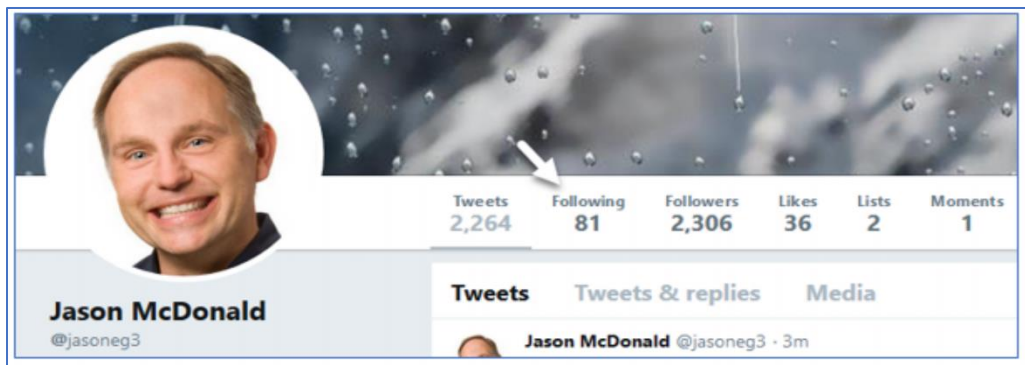 Tweets Following Followers Likes Lists Moments
2,264 81 2,306 36 2 1
Tweets Tweets & replies Media
Jason McDonald
@jasoneg3
Jason McDonald @jasoneg3 · 3m